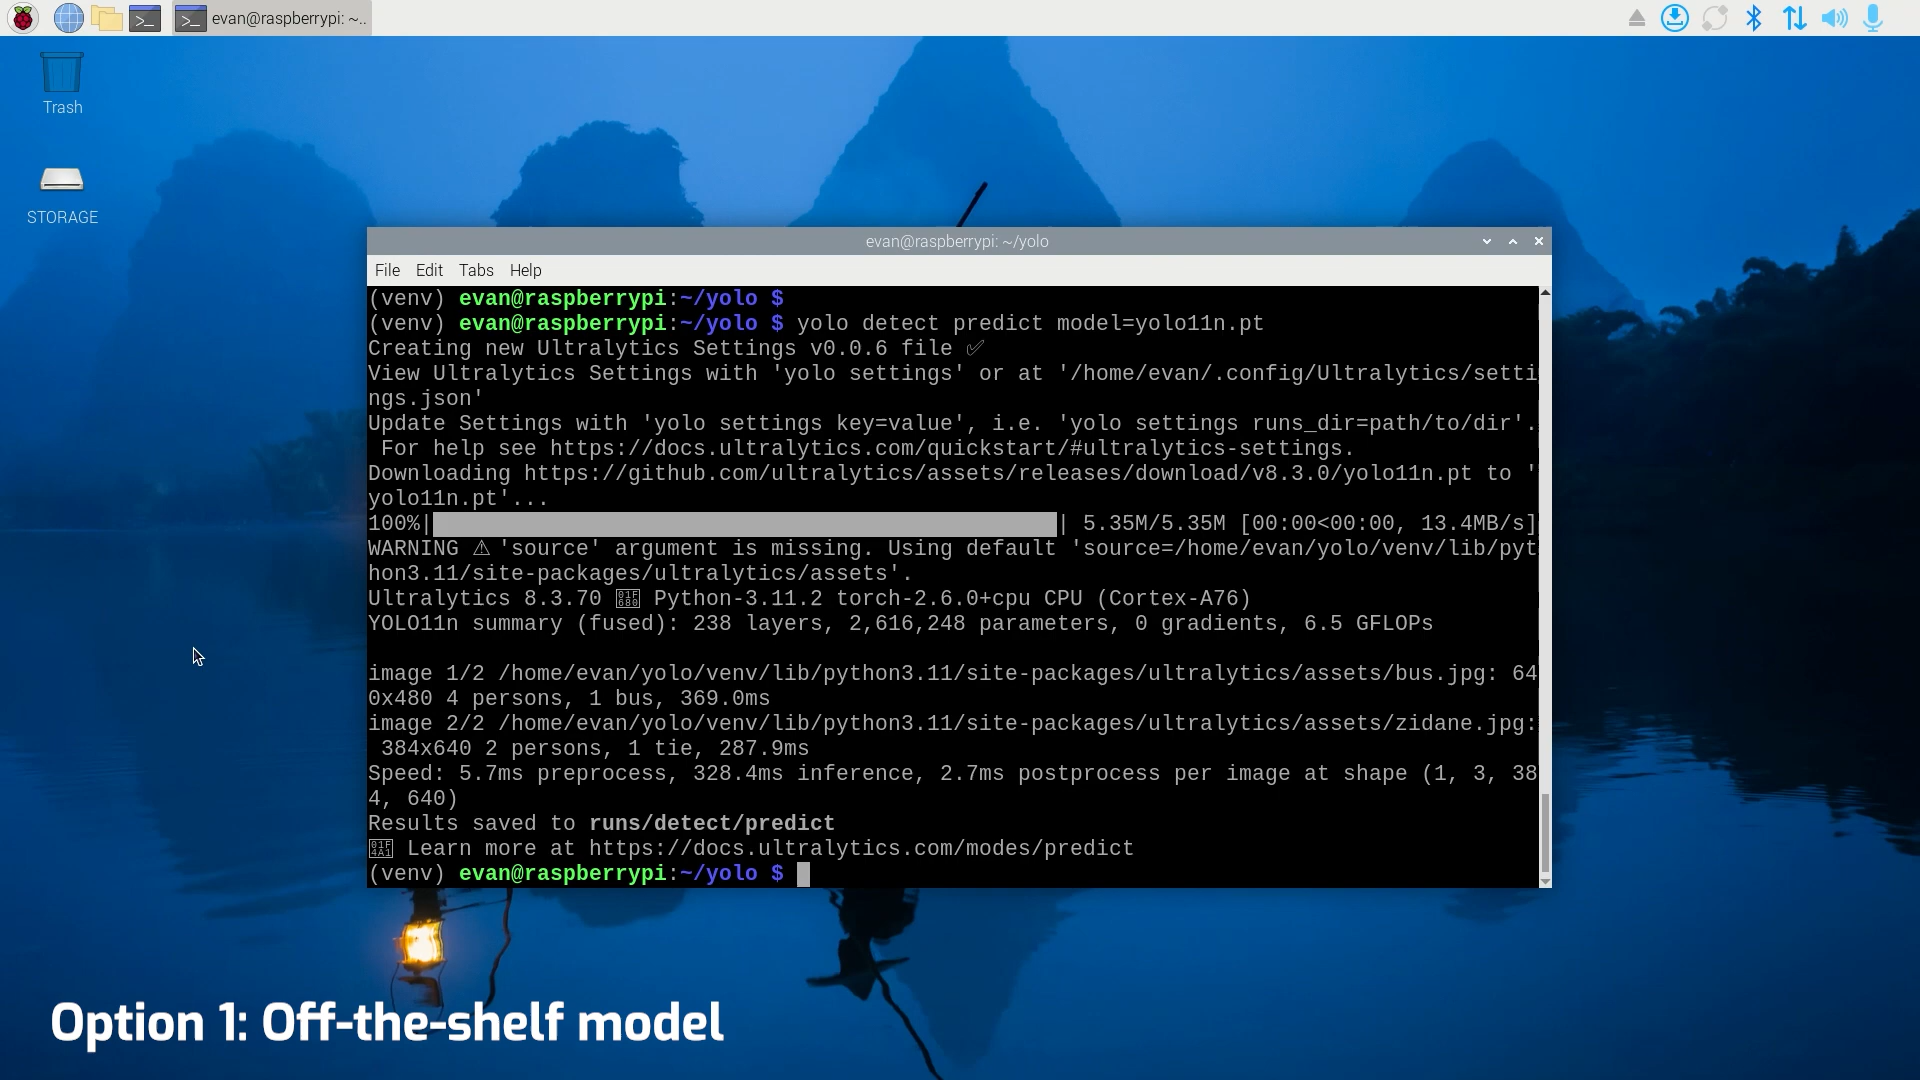 evan@raspberrypi: ~..
Trash
STORAGE
evan@raspberrypi: ~/yolo
File Edit Tabs Help
(venv) evan@raspberrypi:~/yolo $
(venv) evan@raspberrypi:~/yolo $ yolo detect predict model=yolo11n.pt
Creating new Ultralytics Settings v0.0.6 file ✅
View Ultralytics Settings with 'yolo settings' or at '/home/evan/.config/Ultralytics/setti
ngs.json'
Update Settings with 'yolo settings key=value', i.e. 'yolo settings runs_dir=path/to/dir'.
For help see https://docs.ultralytics.com/quickstart/#ultralytics-settings.
Downloading https://github.com/ultralytics/assets/releases/download/v8.3.0/yolo11n.pt to '
yolo11n.pt'...
100%| | 5.35M/5.35M [00:00<00:00, 13.4MB/s]
WARNING ⚠ 'source' argument is missing. Using default 'source=/home/evan/yolo/venv/lib/pyt
hon3.11/site-packages/ultralytics/assets'.
Ultralytics 8.3.70 Python-3.11.2 torch-2.6.0+cpu CPU (Cortex-A76)
YOLO11n summary (fused): 238 layers, 2,616,248 parameters, 0 gradients, 6.5 GFLOPs
image 1/2 /home/evan/yolo/venv/lib/python3.11/site-packages/ultralytics/assets/bus.jpg: 64
0x480 4 persons, 1 bus, 369.0ms
image 2/2 /home/evan/yolo/venv/lib/python3.11/site-packages/ultralytics/assets/zidane.jpg:
384x640 2 persons, 1 tie, 287.9ms
Speed: 5.7ms preprocess, 328.4ms inference, 2.7ms postprocess per image at shape (1, 3, 38
4, 640)
Results saved to runs/detect/predict
Learn more at https://docs.ultralytics.com/modes/predict
(venv) evan@raspberrypi:~/yolo $
Option 1: Off-the-shelf model